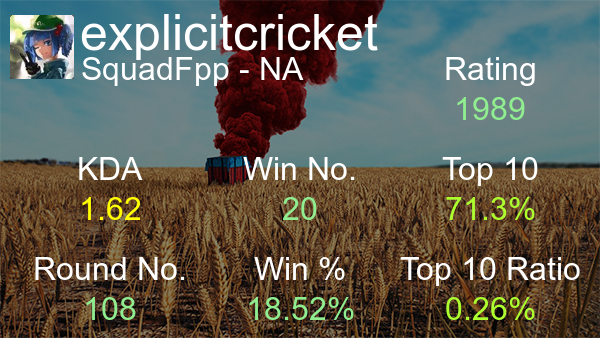 explicitcricket
SquadFpp - NA
Rating
1989
KDA
Win No.
Top 10
1.62
20
71.3%
Round No.
Win %
Top 10 Ratio
108
18.52%
0.26%